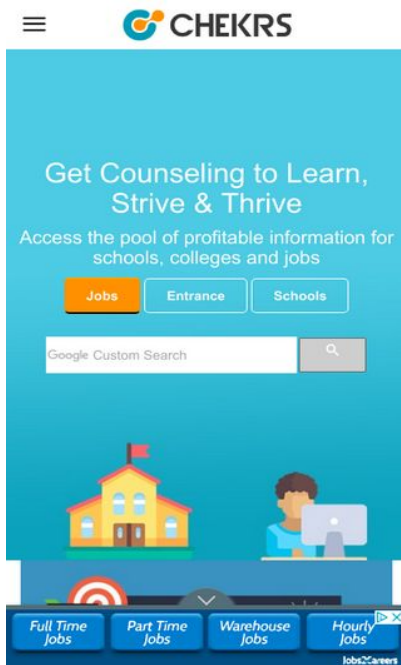 CHEKRS
Get Counseling to Learn,
Strive & Thrive
Access the pool of profitable information for
schools, colleges and jobs
Jobs Entrance Schools
Google Custom Search
Full Time Part Time Warehouse Hourly
Jobs Jobs Jobs Jobs
Jobs2Careers